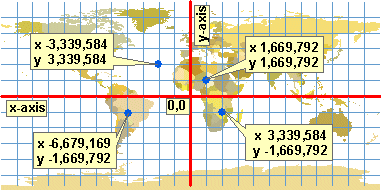 y-axis
x -3,339,584
y 3,339,584
x 1,669,792
y 1,669,792
x-axis
0,0
x -6,679,169
y -1,669,792
x 3,339,584
y -1,669,792